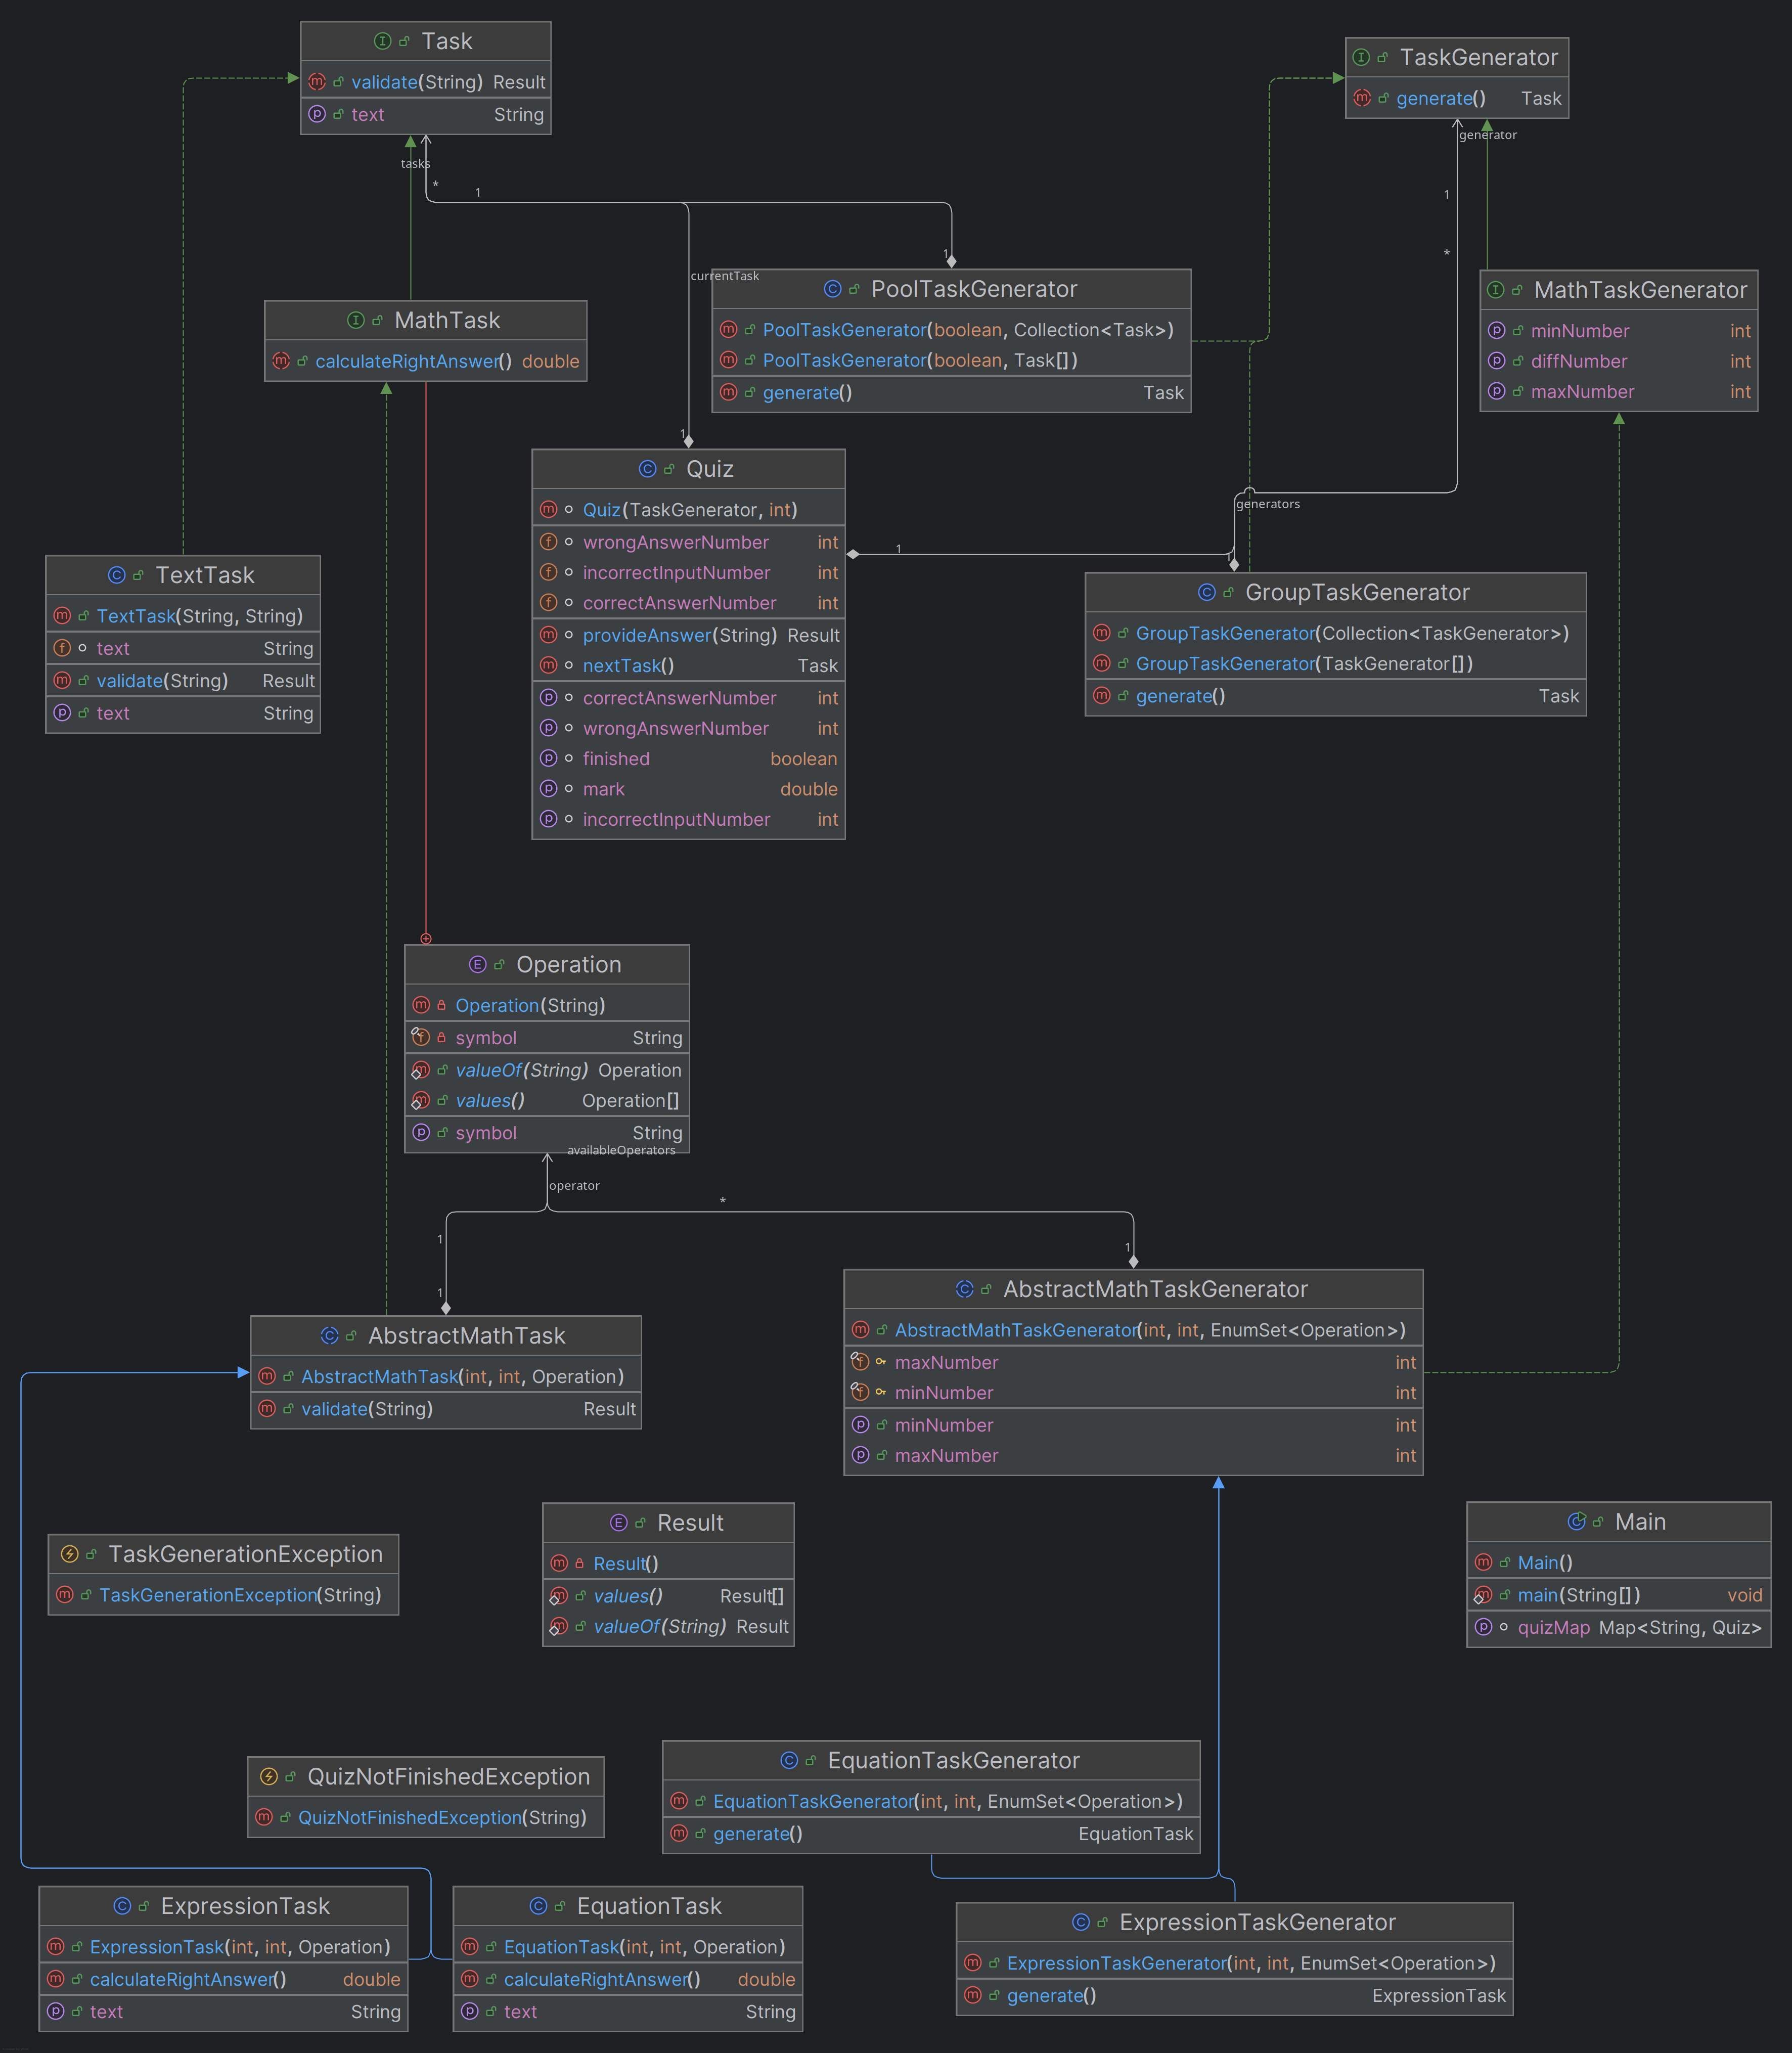 Task
validate(String) Result
text String
TaskGenerator
generate() Task
generator
tasks
*
1
1
*
1
currentTask
MathTask
calculateRightAnswer() double
PoolTaskGenerator
PoolTaskGenerator(boolean, Collection<Task>)
PoolTaskGenerator(boolean, Task[])
generate() Task
MathTaskGenerator
minNumber int
diffNumber int
maxNumber int
1
Quiz
Quiz(TaskGenerator, int)
wrongAnswerNumber int
incorrectInputNumber int
correctAnswerNumber int
provideAnswer(String) Result
nextTask() Task
correctAnswerNumber int
wrongAnswerNumber int
finished boolean
mark double
incorrectInputNumber int
generators
1
1
TextTask
TextTask(String, String)
text String
validate(String) Result
text String
GroupTaskGenerator
GroupTaskGenerator(Collection<TaskGenerator>)
GroupTaskGenerator(TaskGenerator[])
generate() Task
Operation
Operation(String)
symbol String
valueOf(String) Operation
values() Operation[]
symbol String
availableOperators
operator
*
1
1
1
AbstractMathTask
AbstractMathTask(int, int, Operation)
validate(String) Result
AbstractMathTaskGenerator
AbstractMathTaskGenerator(int, int, EnumSet<Operation>)
maxNumber int
minNumber int
minNumber int
maxNumber int
TaskGenerationException
TaskGenerationException(String)
Result
Result()
values() Result[]
valueOf(String) Result
Main
Main()
main(String[]) void
quizMap Map<String, Quiz>
QuizNotFinishedException
QuizNotFinishedException(String)
EquationTaskGenerator
EquationTaskGenerator(int, int, EnumSet<Operation>)
generate() EquationTask
ExpressionTask
ExpressionTask(int, int, Operation)
calculateRightAnswer() double
text String
EquationTask
EquationTask(int, int, Operation)
calculateRightAnswer() double
text String
ExpressionTaskGenerator
ExpressionTaskGenerator(int, int, EnumSet<Operation>)
generate() ExpressionTask